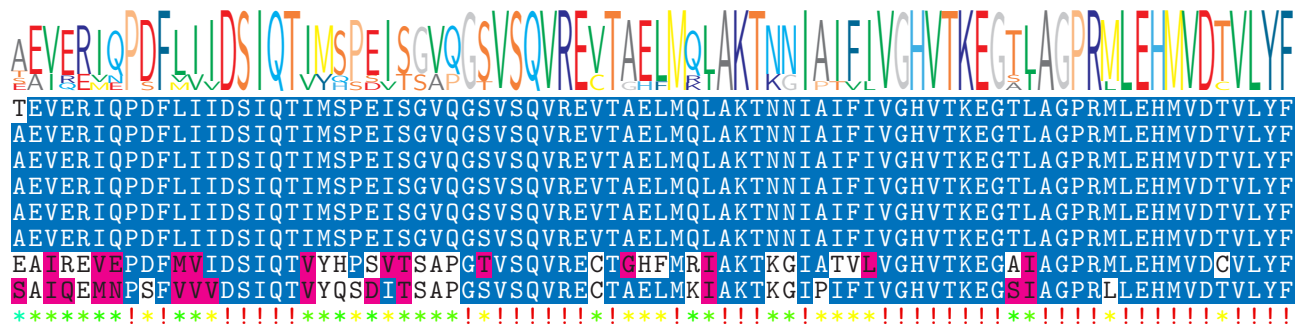 AEVERIQPDFLIIDSIQTIMSPEISGVQGSVSQVREVTAELMQLAKTNNIAIFIVGHVTKEGTLAGPRMLEHMVDTVLYF
TEVERIQPDFLIIDSIQTIMSPEISGVQGSVSQVREVTAELMQLAKTNNIAIFIVGHVTKEGTLAGPRMLEHMVDTVLYF
AEVERIQPDFLIIDSIQTIMSPEISGVQGSVSQVREVTAELMQLAKTNNIAIFIVGHVTKEGTLAGPRMLEHMVDTVLYF
AEVERIQPDFLIIDSIQTIMSPEISGVQGSVSQVREVTAELMQLAKTNNIAIFIVGHVTKEGTLAGPRMLEHMVDTVLYF
AEVERIQPDFLIIDSIQTIMSPEISGVQGSVSQVREVTAELMQLAKTNNIAIFIVGHVTKEGTLAGPRMLEHMVDTVLYF
AEVERIQPDFLIIDSIQTIMSPEISGVQGSVSQVREVTAELMQLAKTNNIAIFIVGHVTKEGTLAGPRMLEHMVDTVLYF
AEVERIQPDFLIIDSIQTIMSPEISGVQGSVSQVREVTAELMQLAKTNNIAIFIVGHVTKEGTLAGPRMLEHMVDTVLYF
EAIREVEPDFMVIDSIQTVYHPSVTSAPGTVSQVRECTGHFMRIAKTKGIATVLVGHVTKEGAIAGPRMLEHMVDCVLYF
SAIQEMNPSFVVVDSIQTVYQSDITSAPGSVSQVRECTAELMKIAKTKGIPIFIVGHVTKEGSIAGPRLLEHMVDTVLYF
*******!*!***!!!!!**********!*!!!!!!*!***!**!!!**!****!!!!!!!!**!!!!*!!!!!!*!!!!